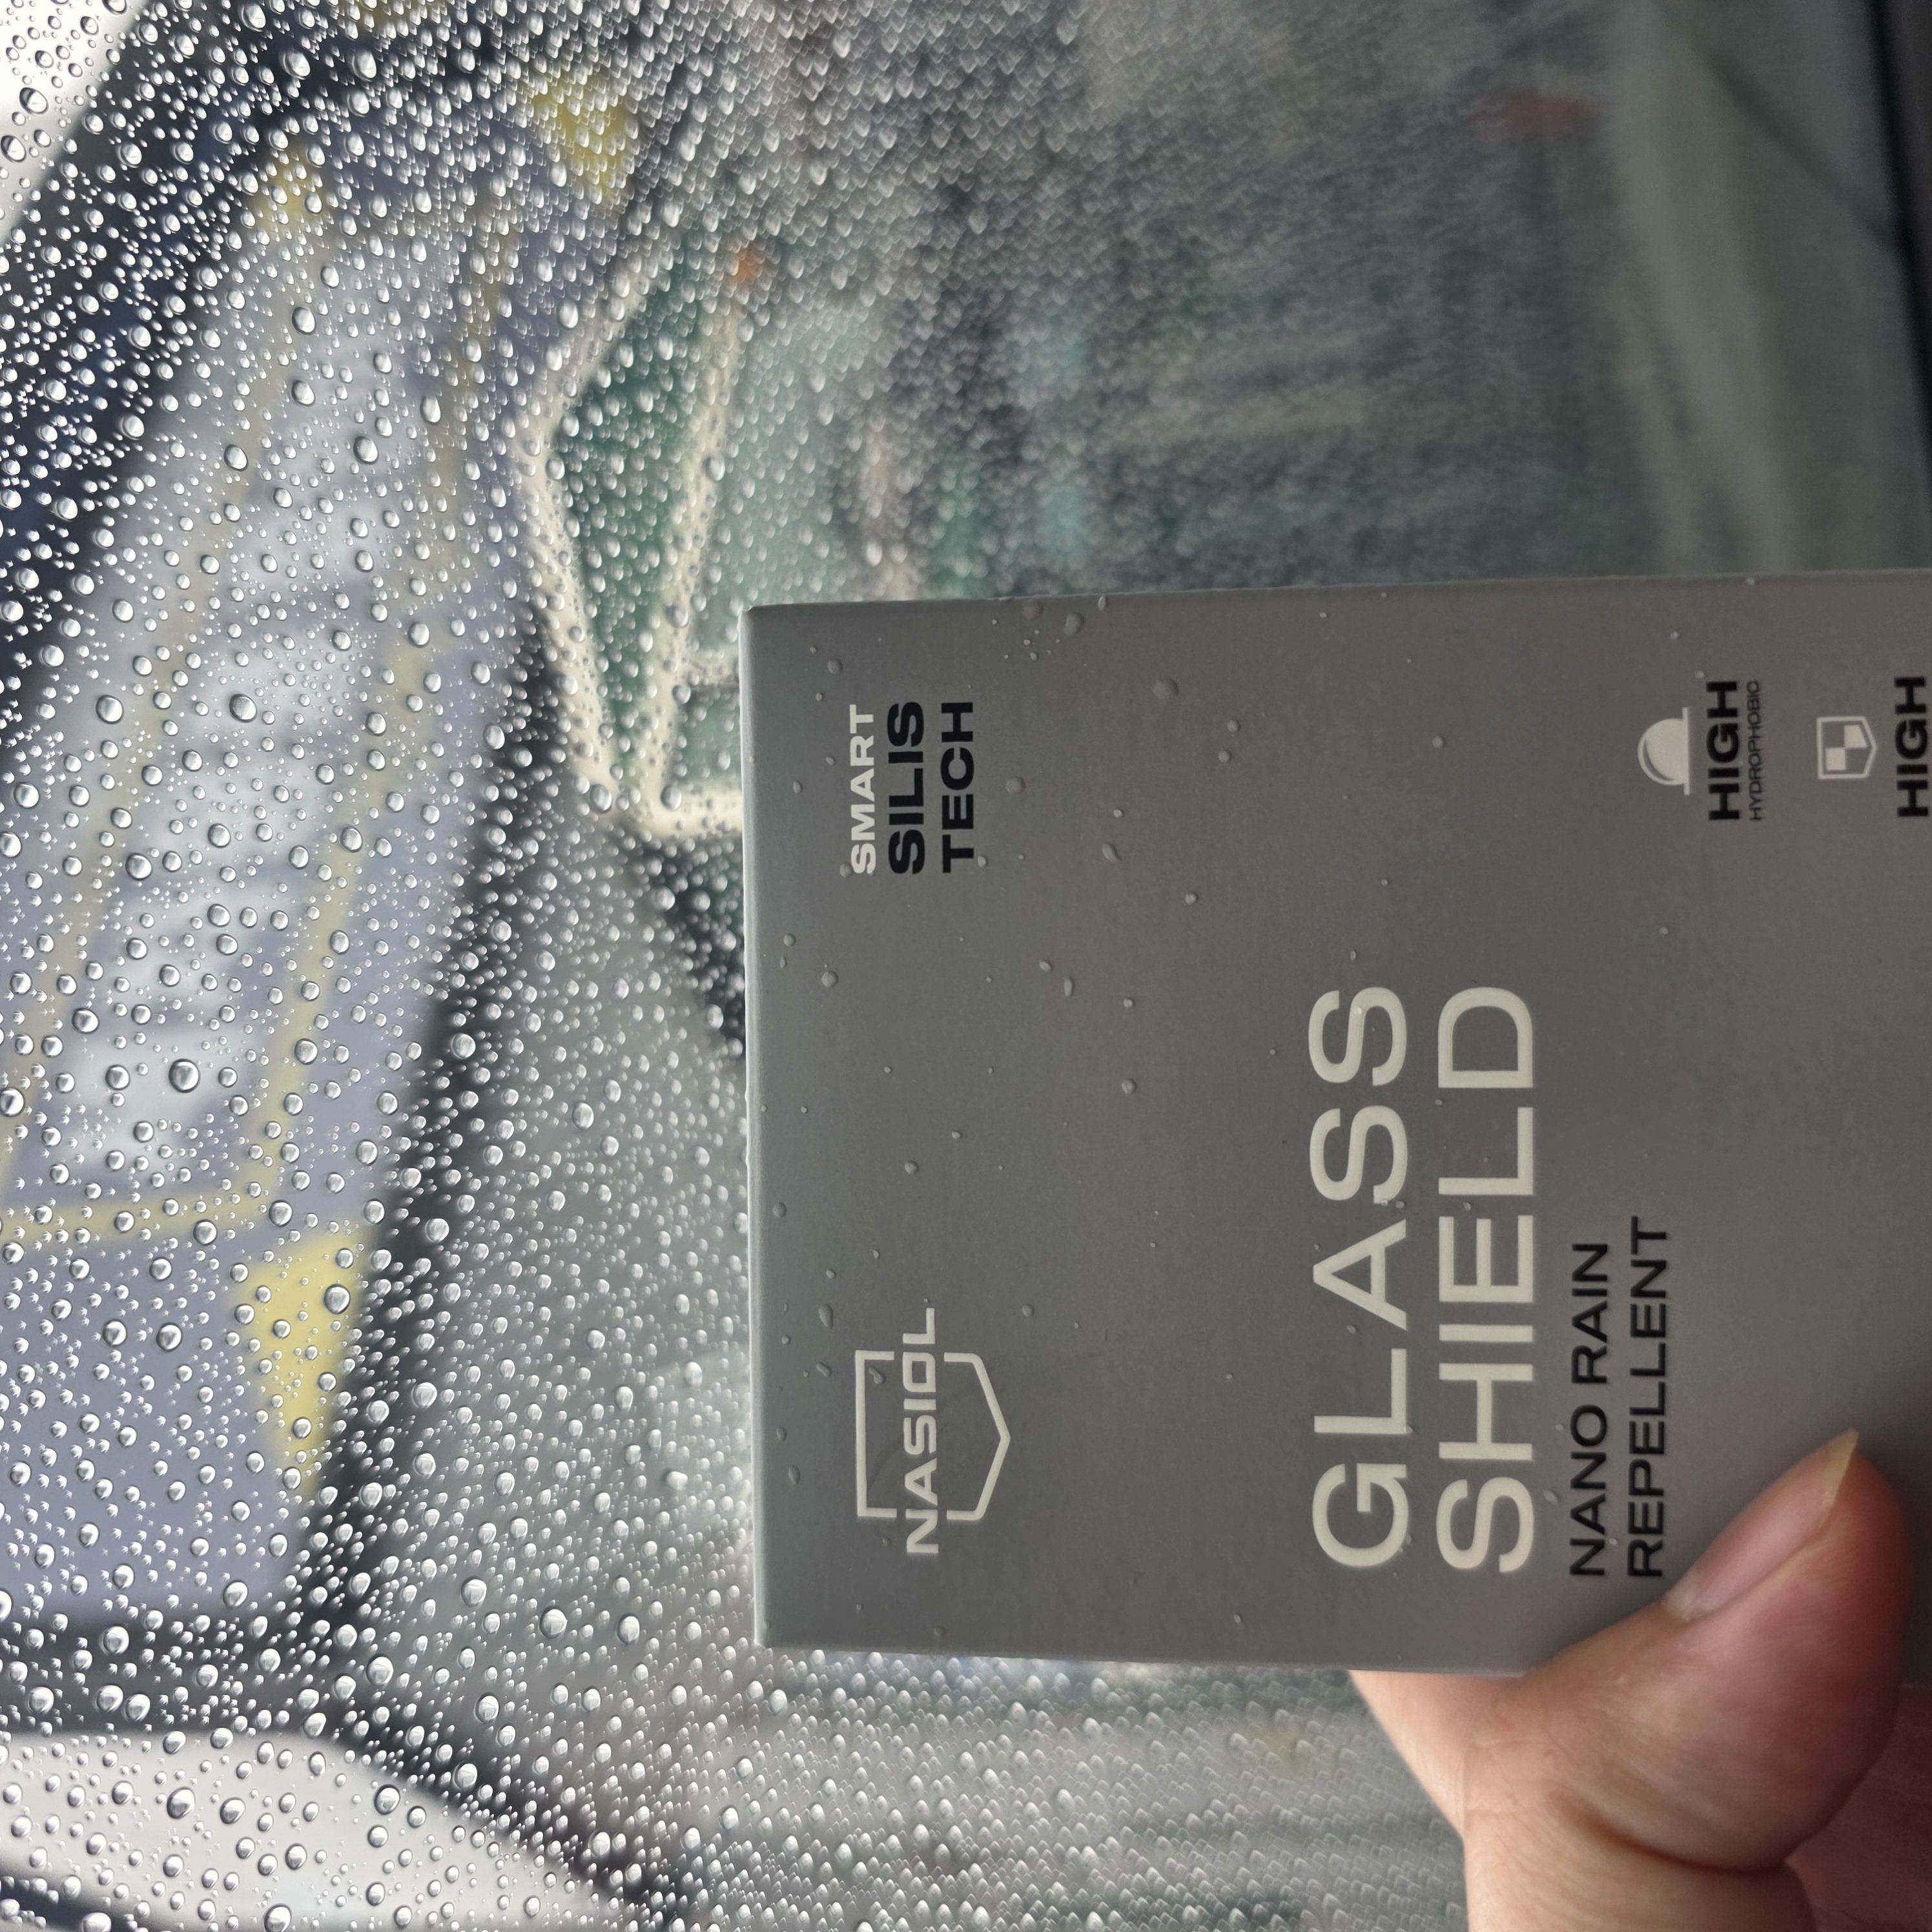 NASIOL
SMART
SILIS
TECH
GLASS
SHIELD
NANO RAIN
REPELLENT
HIGH
HYDROPHOBIC
HIGH